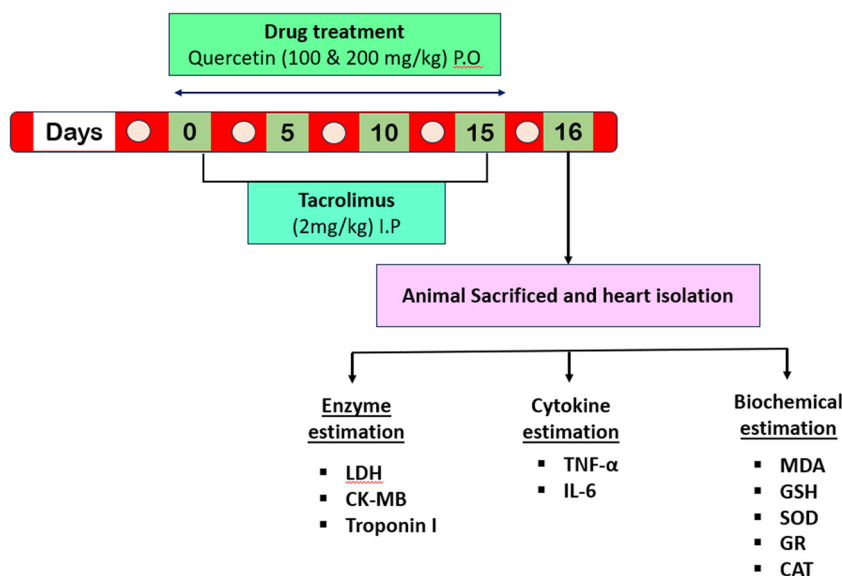 Drug treatment
Quercetin (100 & 200 mg/kg) P.O
Days 0 5 10 15 16
Tacrolimus
(2mg/kg) I.P
Animal Sacrificed and heart isolation
Enzyme
estimation
LDH
CK-MB
Troponin I
Cytokine
estimation
TNF-α
IL-6
Biochemical
estimation
MDA
GSH
SOD
GR
CAT